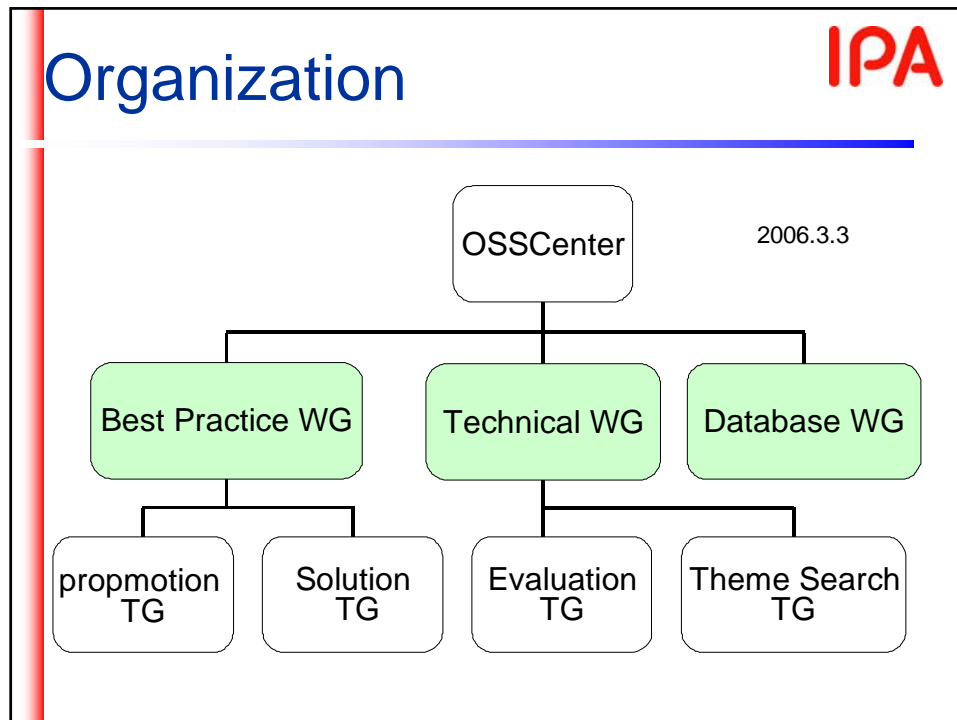 Organization
IPA
OSSCenter
2006.3.3
Best Practice WG
Technical WG
Database WG
propmotion
TG
Solution
TG
Evaluation
TG
Theme Search
TG